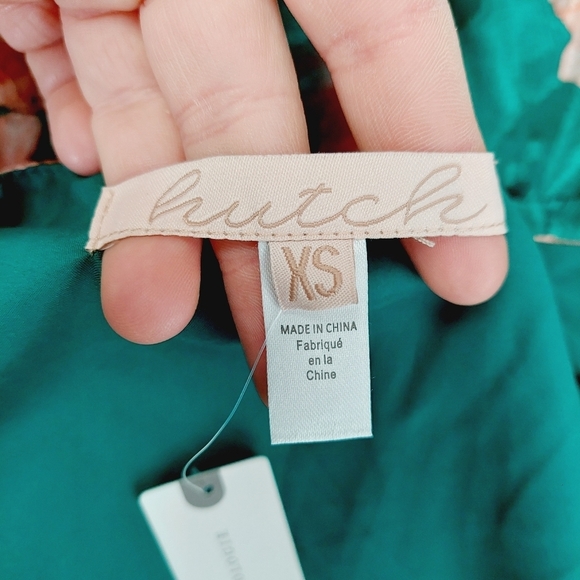 hutch
XS
MADE IN CHINA
Fabriqué
en la
Chine